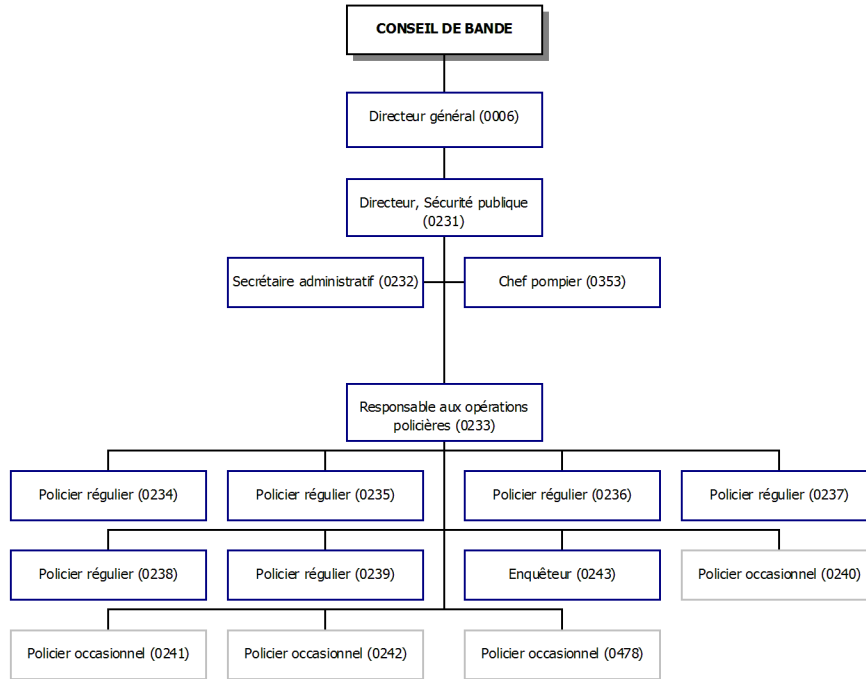 CONSEIL DE BANDE
Directeur général (0006)
Directeur, Sécurité publique
(0231)
Secrétaire administratif (0232)
Chef pompier (0353)
Responsable aux opérations
policières (0233)
Policier régulier (0234)
Policier régulier (0235)
Policier régulier (0236)
Policier régulier (0237)
Policier régulier (0238)
Policier régulier (0239)
Enquêteur (0243)
Policier occasionnel (0240)
Policier occasionnel (0241)
Policier occasionnel (0242)
Policier occasionnel (0478)